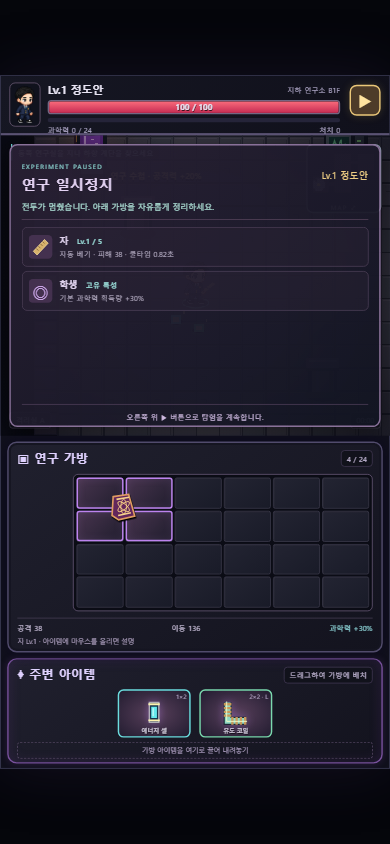 Lv.1 정도안
지하 연구소 B1F
100 / 100
과학력 0 / 24
처치 0
EXPERIMENT PAUSED
연구 일시정지
Lv.1 정도안
전투가 멈췄습니다. 아래 가방을 자유롭게 정리하세요.
자 Lv.1 / 5
자동 베기 · 피해 38 · 쿨타임 0.82초
학생 고유 특성
기본 과학력 획득량 +30%
오른쪽 위 ▶ 버튼으로 탐험을 계속합니다.
연구 가방
4 / 24
공격 38
이동 136
과학력 +30%
자 Lv.1 · 아이템에 마우스를 올리면 설명
주변 아이템
드래그하여 가방에 배치
1×2
에너지 셀
2×2 · L
유도 코일
가방 아이템을 여기로 끌어 내려놓기